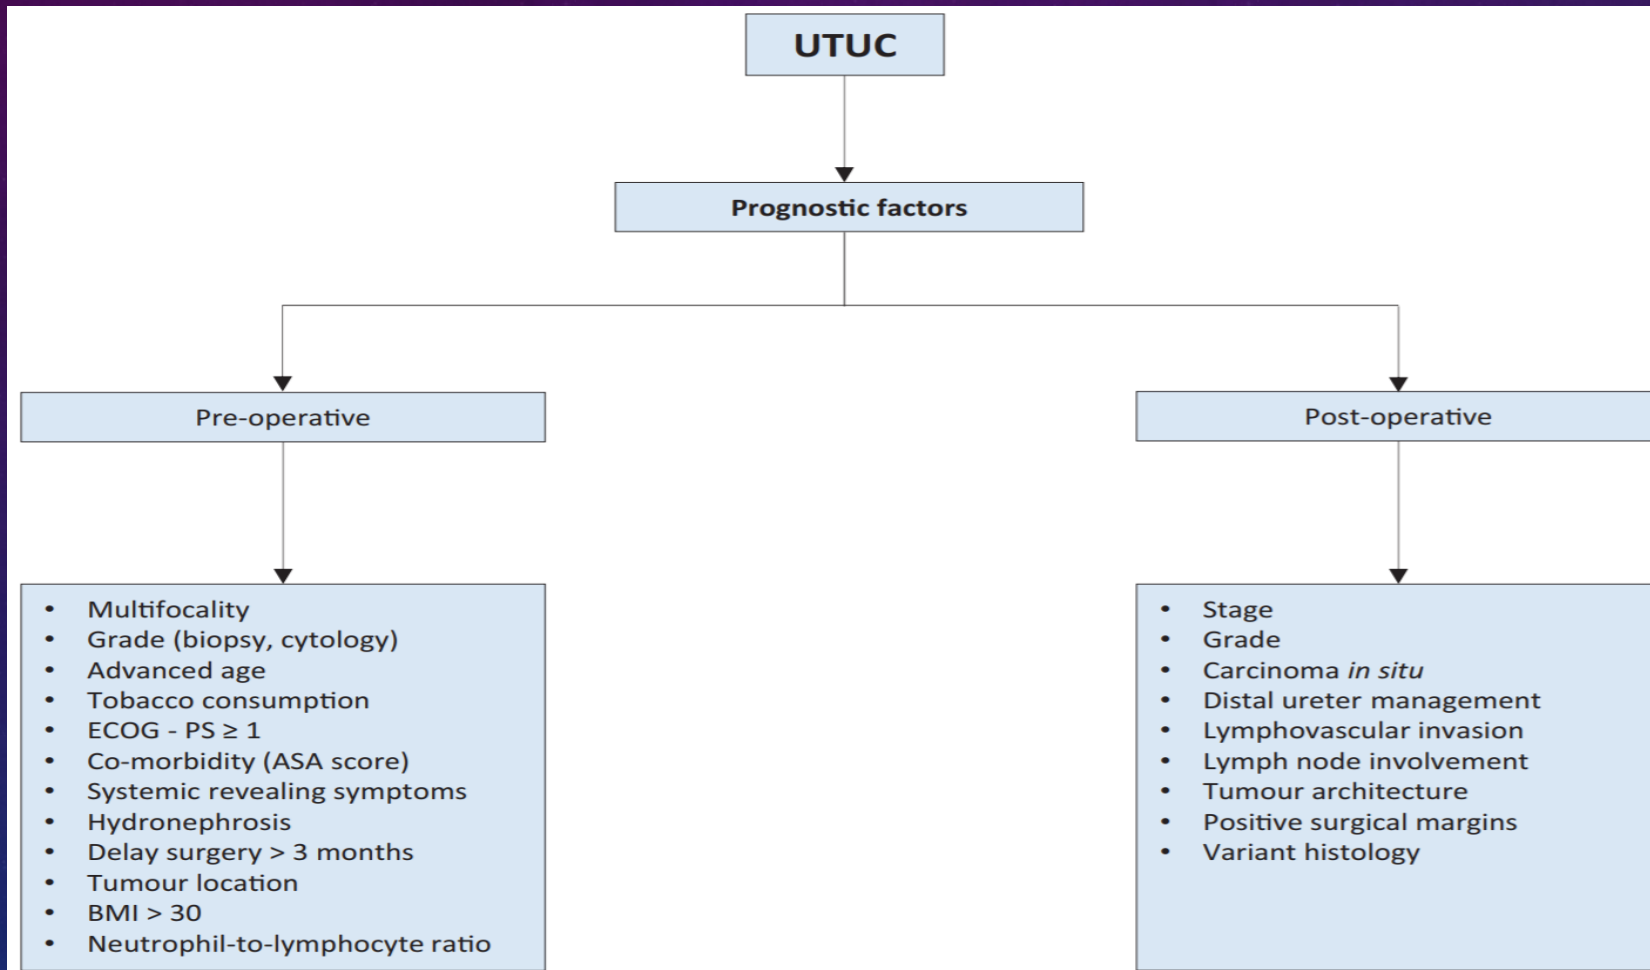 UTUC
Prognostic factors
Pre-operative
Post-operative
• Multifocality
• Grade (biopsy, cytology)
• Advanced age
• Tobacco consumption
• ECOG - PS ≥ 1
• Co-morbidity (ASA score)
• Systemic revealing symptoms
• Hydronephrosis
• Delay surgery > 3 months
• Tumour location
• BMI > 30
• Neutrophil-to-lymphocyte ratio
• Stage
• Grade
• Carcinoma in situ
• Distal ureter management
• Lymphovascular invasion
• Lymph node involvement
• Tumour architecture
• Positive surgical margins
• Variant histology